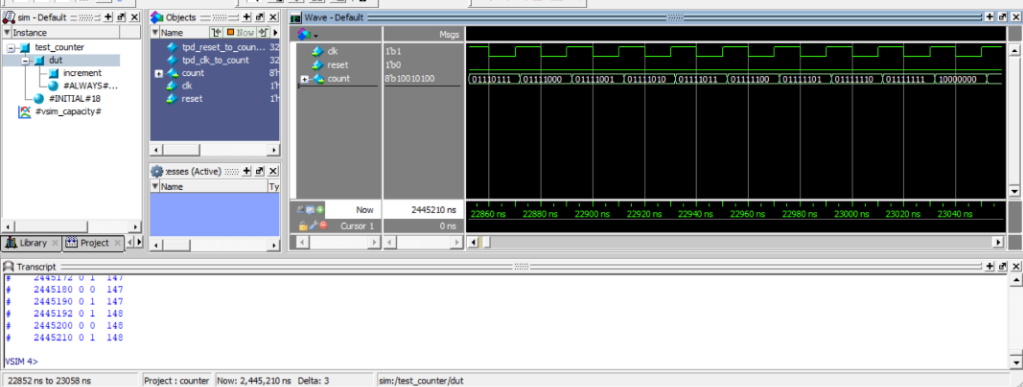 sim - Default
Instance
test_counter
dut
increment
#ALWAYS#...
#INITIAL#18
#vsim_capacity#
Library
Project
Objects
Name
Now
tpd_reset_to_coun... 32
tpd_clk_to_count 32
count 8'h
clk 1'h
reset 1'h
esses (Active)
Name Ty
Wave - Default
Msgs
clk 1'b1
reset 1'b0
count 8'b10010100
01110111 01111000 01111001 01111010 01111011 01111100 01111101 01111110 01111111 10000000
Now 2445210 ns
Cursor 1 0 ns
22860 ns 22880 ns 22900 ns 22920 ns 22940 ns 22960 ns 22980 ns 23000 ns 23020 ns 23040 ns
Transcript
# 2445172 0 1 147
# 2445180 0 0 147
# 2445190 0 1 147
# 2445192 0 1 148
# 2445200 0 0 148
# 2445210 0 1 148
VSIM 4>
22852 ns to 23058 ns
Project : counter Now: 2,445,210 ns Delta: 3
sim:/test_counter/dut